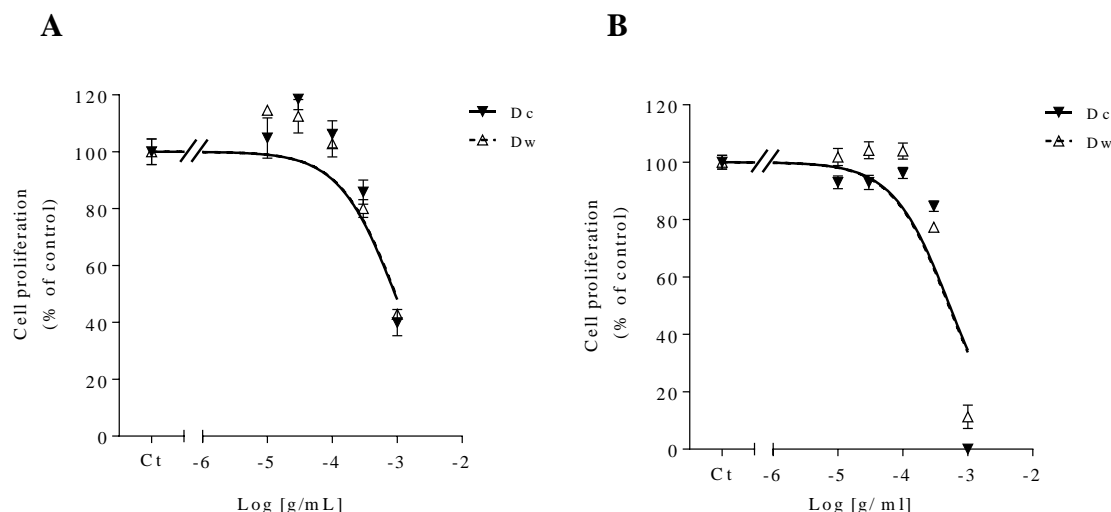 A
Cell proliferation
(% of control)
120
100
80
60
40
20
0
Ct
-6
-5
-4
-3
-2
Log [g/mL]
Dc
Dw
B
Cell proliferation
(% of control)
120
100
80
60
40
20
0
Ct
-6
-5
-4
-3
-2
Log [g/ ml]
Dc
Dw